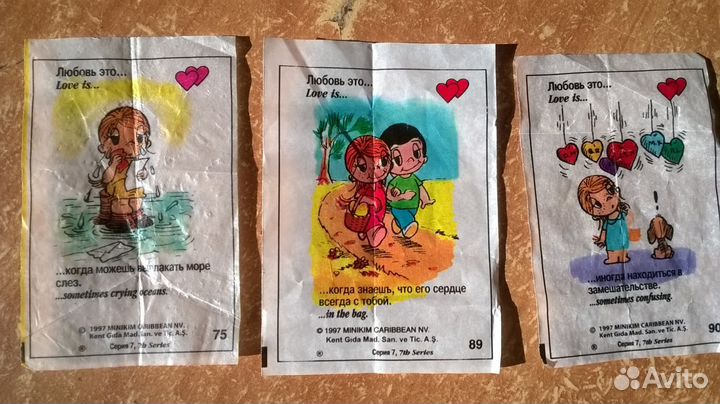 Любовь это...
Love is...
...когда можешь выплакать море
слез.
...sometimes crying oceans.
© 1997 MINIKIM CARIBBEAN NV.
Kent Gıda Mad. San. ve Tic. A.Ş.
75
® Серия 7, 7th Series
Любовь это...
Love is...
...когда знаешь, что его сердце
всегда с тобой.
...in the bag.
© 1997 MINIKIM CARIBBEAN NV.
Kent Gıda Mad. San. ve Tic. A.Ş.
89
® Серия 7, 7th Series
Любовь это...
Love is...
!
...иногда находиться в
замешательстве.
...sometimes confusing.
© 1997 MINIKIM CARIBBEAN NV.
Kent Gıda Mad. San. ve Tic. A.Ş.
90
® Серия 7, 7th Series
Avito